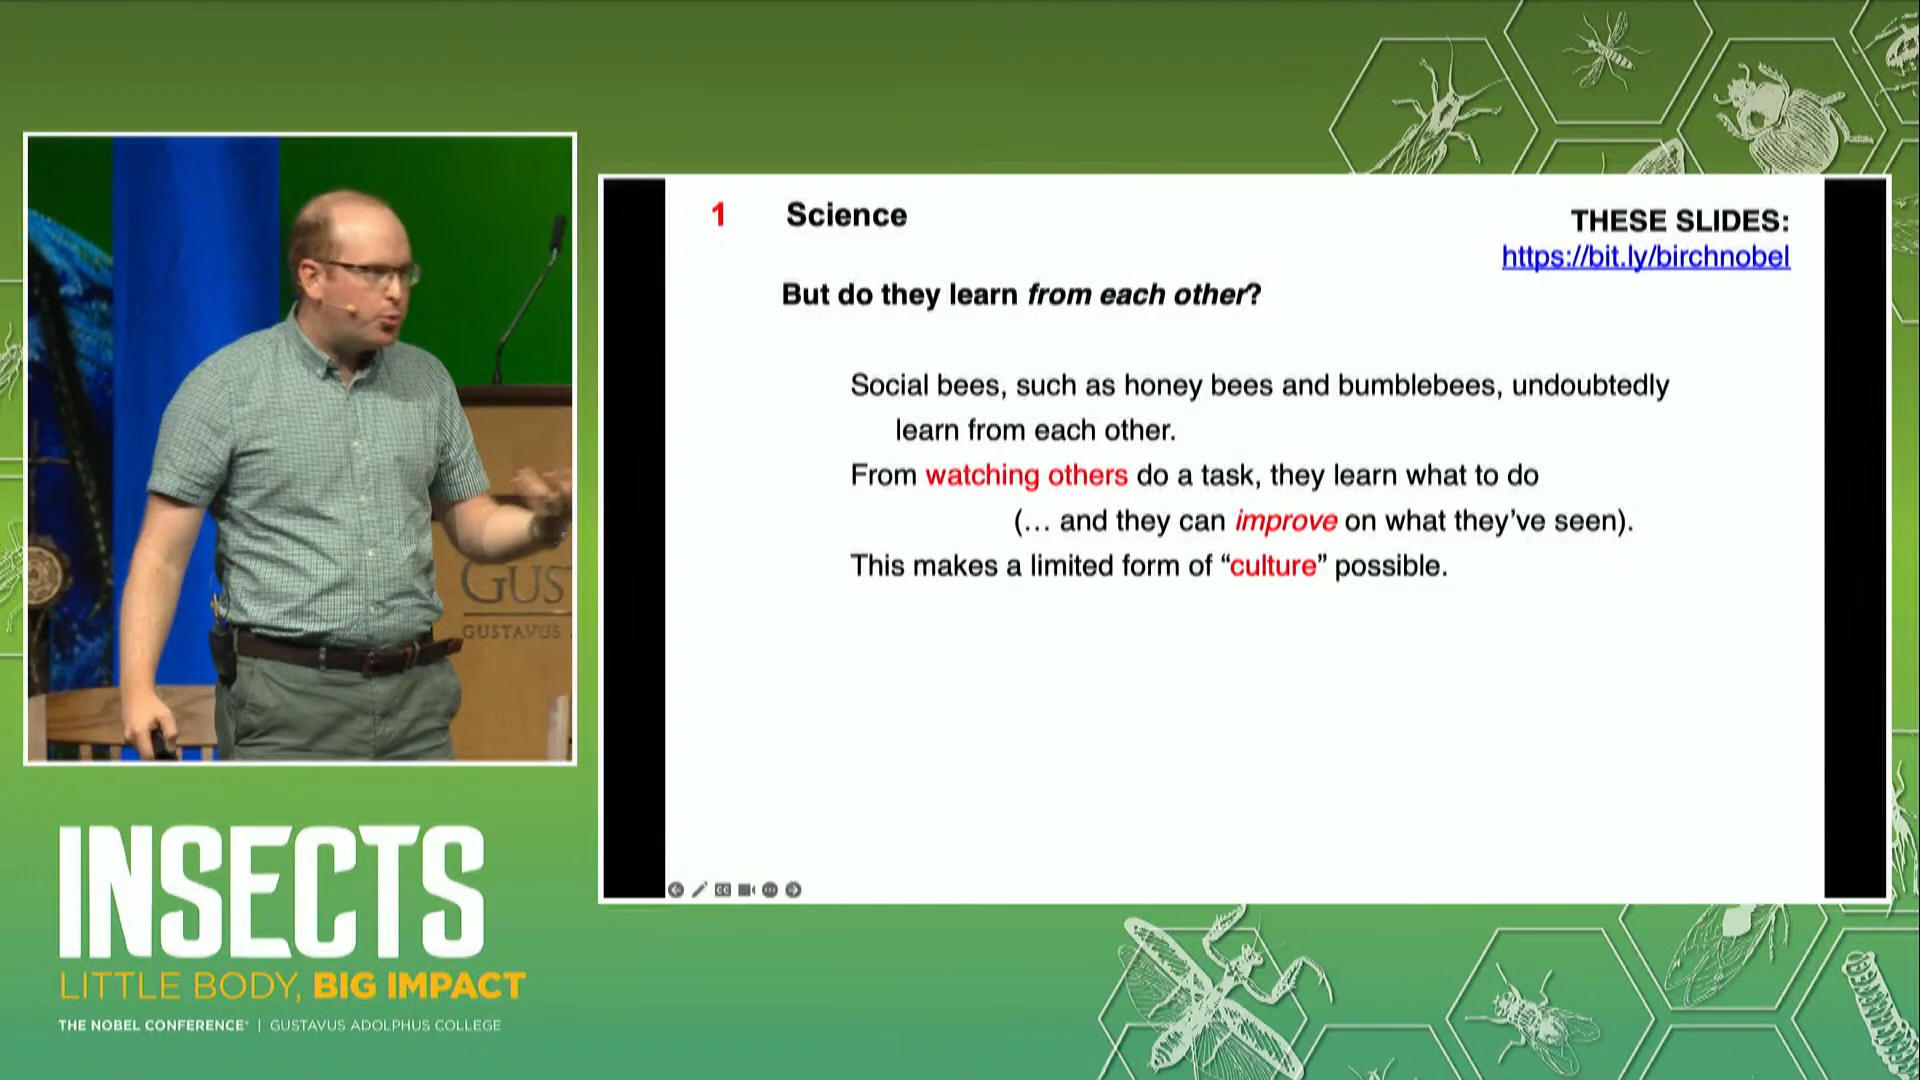 1 Science
THESE SLIDES:
https://bit.ly/birchnobel
But do they learn from each other?
Social bees, such as honey bees and bumblebees, undoubtedly
learn from each other.
From watching others do a task, they learn what to do
(… and they can improve on what they’ve seen).
This makes a limited form of “culture” possible.
GUS
GUSTAVUS
INSECTS
LITTLE BODY, BIG IMPACT
THE NOBEL CONFERENCE® | GUSTAVUS ADOLPHUS COLLEGE